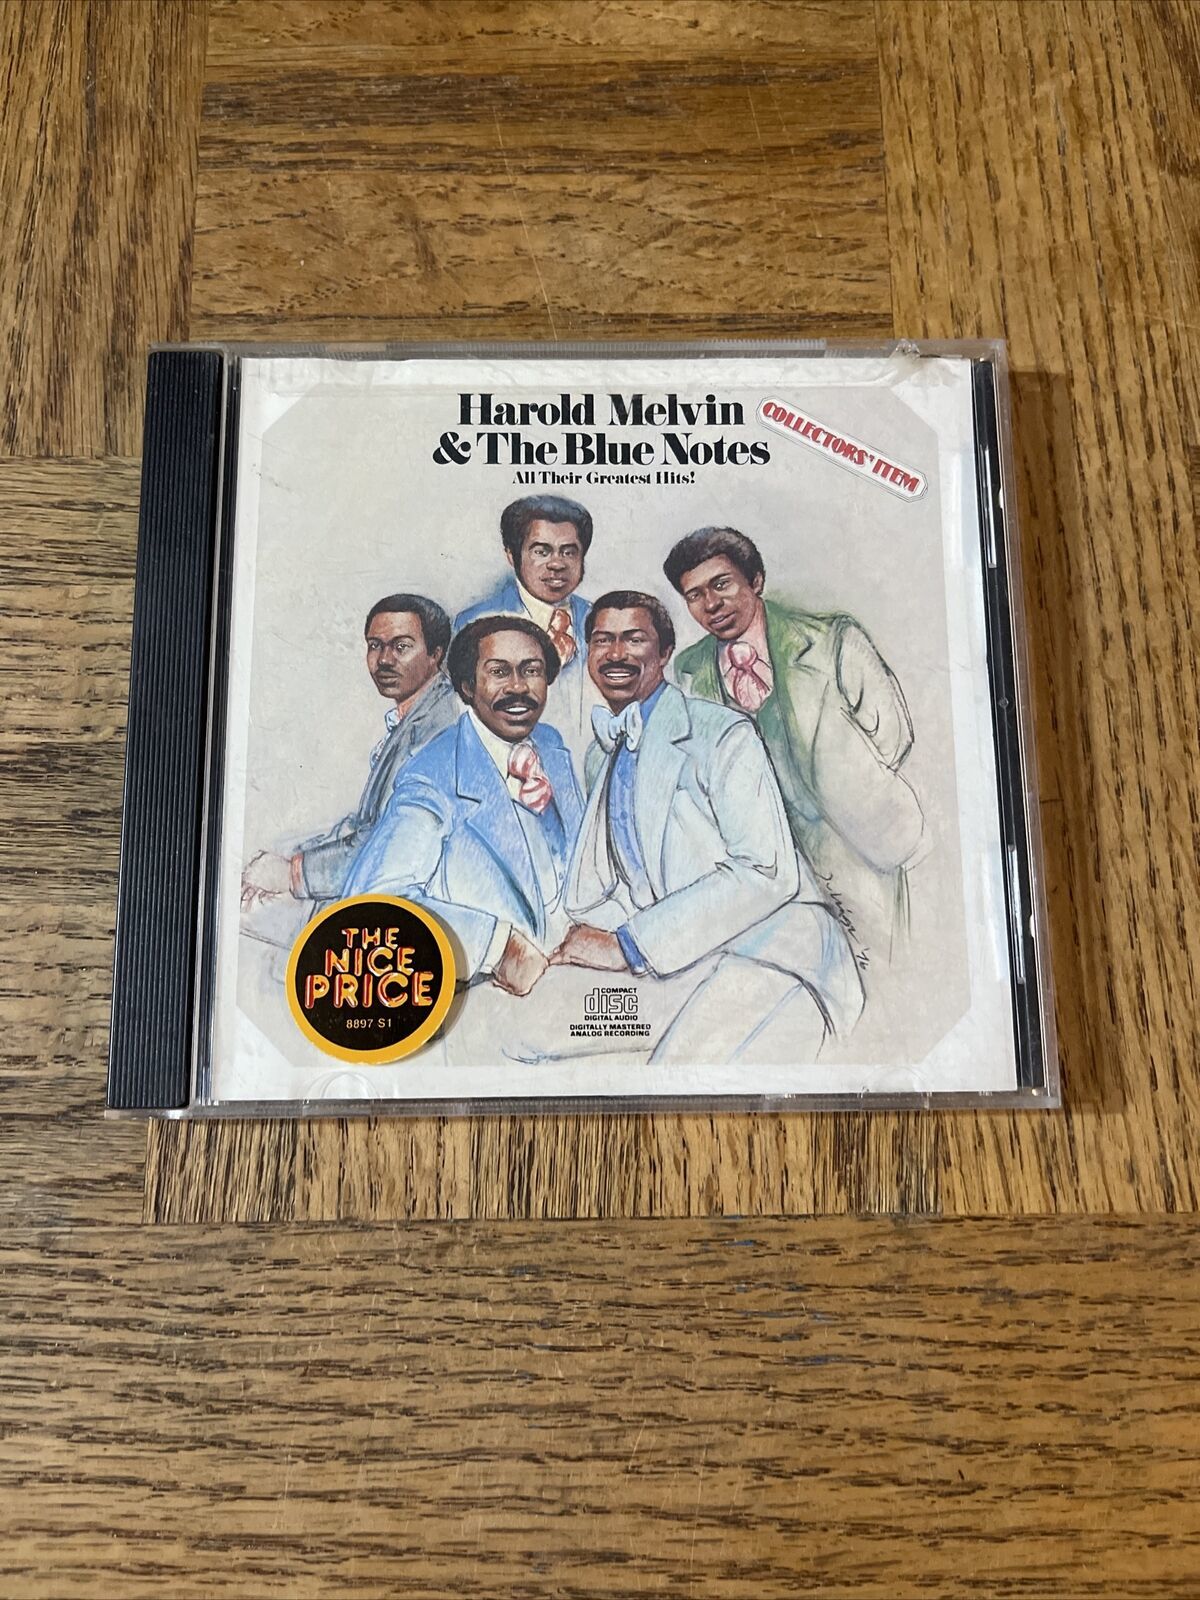 Harold Melvin
& The Blue Notes
All Their Greatest Hits!
COLLECTORS' ITEM
THE
NICE
PRICE
8897 S1
COMPACT
disc
DIGITAL AUDIO
DIGITALLY MASTERED
ANALOG RECORDING
'76